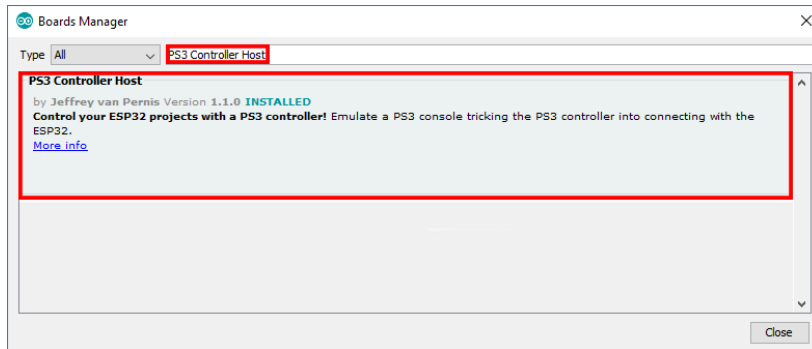 Boards Manager
Type All PS3 Controller Host
PS3 Controller Host
by Jeffrey van Pernis Version 1.1.0 INSTALLED
Control your ESP32 projects with a PS3 controller! Emulate a PS3 console tricking the PS3 controller into connecting with the
ESP32.
More info
Close